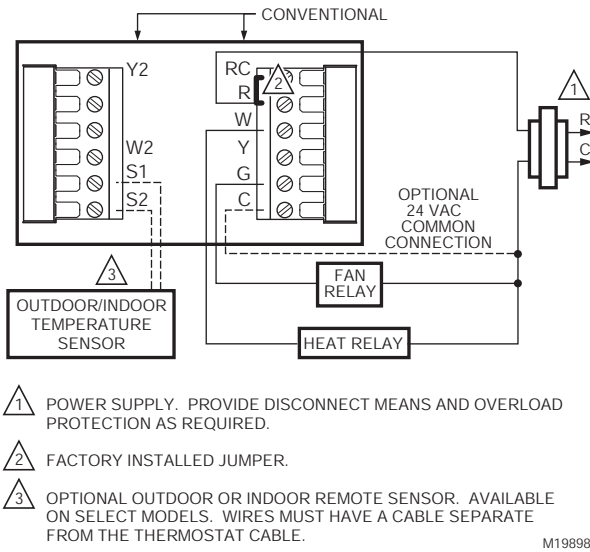 CONVENTIONAL
Y2
W2
S1
S2
RC
R
W
Y
G
C
2
1
R
C
OPTIONAL
24 VAC
COMMON
CONNECTION
3
FAN
RELAY
OUTDOOR/INDOOR
TEMPERATURE
SENSOR
HEAT RELAY
1 POWER SUPPLY. PROVIDE DISCONNECT MEANS AND OVERLOAD
PROTECTION AS REQUIRED.
2 FACTORY INSTALLED JUMPER.
3 OPTIONAL OUTDOOR OR INDOOR REMOTE SENSOR. AVAILABLE
ON SELECT MODELS. WIRES MUST HAVE A CABLE SEPARATE
FROM THE THERMOSTAT CABLE.
M19898